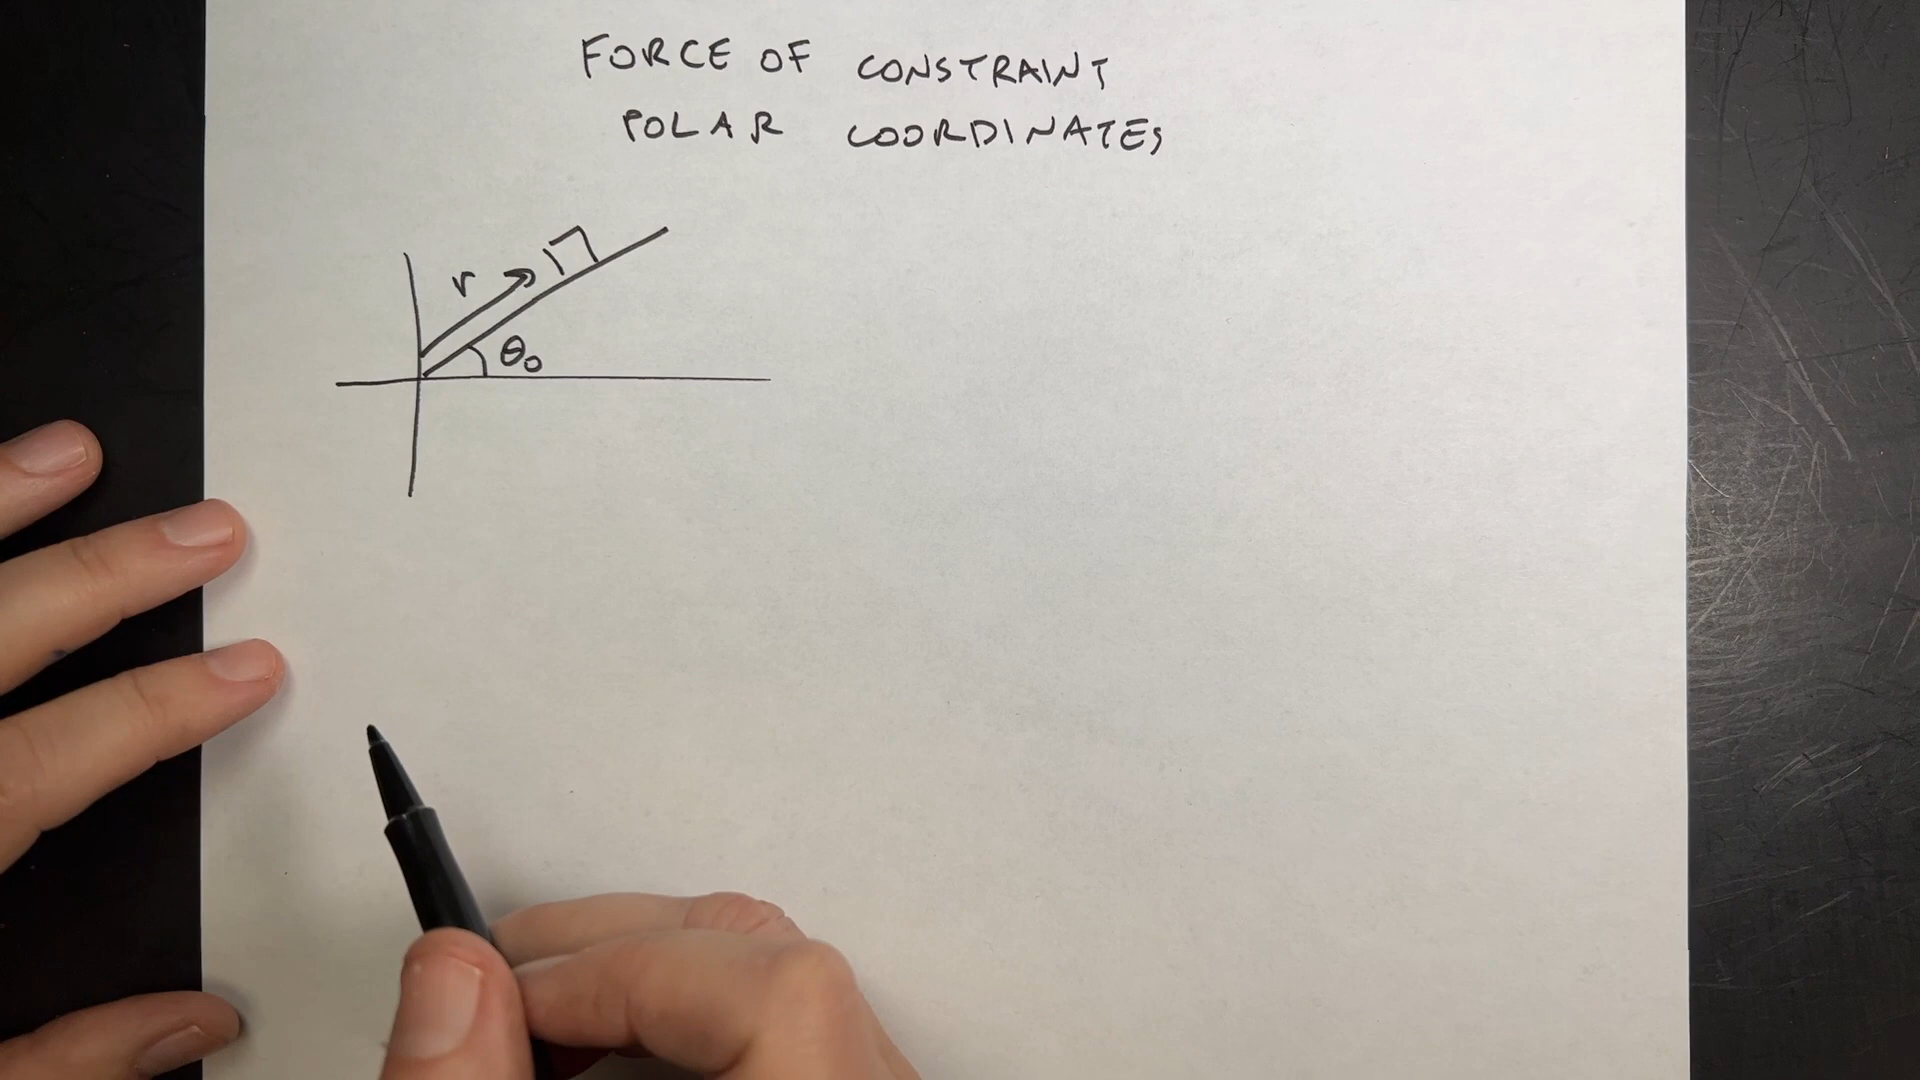 FORCE OF CONSTRAINT
POLAR COORDINATES
r
θ₀